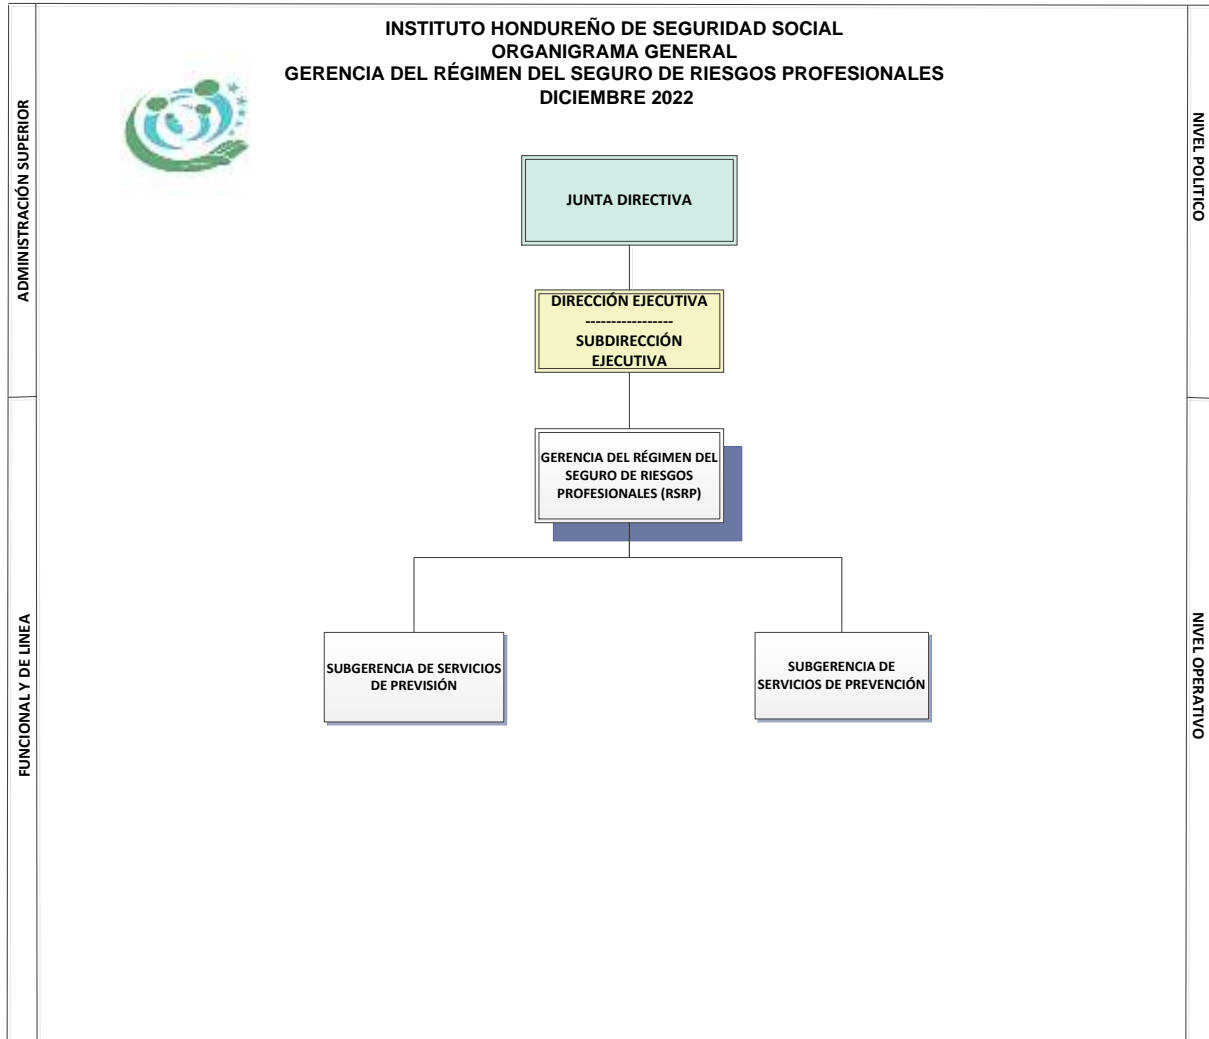 INSTITUTO HONDUREÑO DE SEGURIDAD SOCIAL
ORGANIGRAMA GENERAL
GERENCIA DEL RÉGIMEN DEL SEGURO DE RIESGOS PROFESIONALES
DICIEMBRE 2022
ADMINISTRACIÓN SUPERIOR
NIVEL POLITICO
JUNTA DIRECTIVA
DIRECCIÓN EJECUTIVA
-----------------
SUBDIRECCIÓN
EJECUTIVA
GERENCIA DEL RÉGIMEN DEL
SEGURO DE RIESGOS
PROFESIONALES (RSRP)
FUNCIONAL Y DE LINEA
NIVEL OPERATIVO
SUBGERENCIA DE SERVICIOS
DE PREVISIÓN
SUBGERENCIA DE
SERVICIOS DE PREVENCIÓN